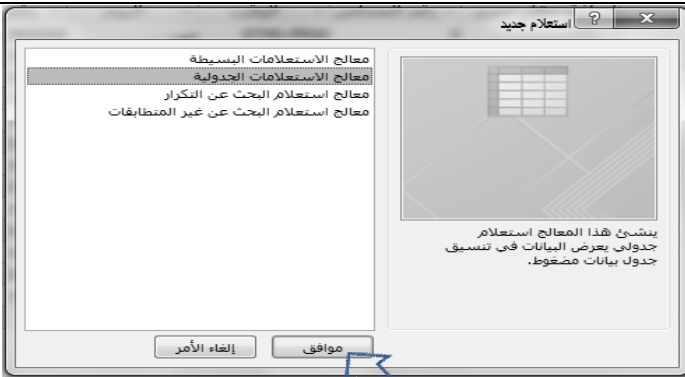 استعلام جديد
معالج الاستعلامات البسيطة
معالج الاستعلامات الجدولية
معالج استعلام البحث عن التكرار
معالج استعلام البحث عن غير المتطابقات
ينشئ هذا المعالج استعلام
جدولي يعرض البيانات في تنسيق
جدول بيانات مضغوط.
موافق
إلغاء الأمر